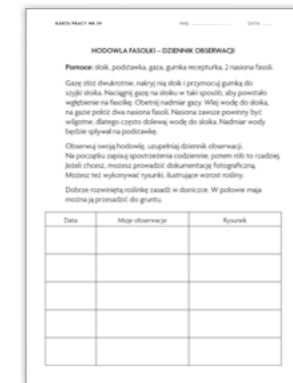 KARTA PRACY NR 59 IMIĘ DATA
HODOWLA FASOLKI – DZIENNIK OBSERWACJI
Pomoce: słoik, podstawka, gaza, gumka recepturka, 2 nasiona fasoli.
Gazę złóż dwukrotnie, nakryj nią słoik i przymocuj gumką do
szyjki słoika. Naciągnij gazę na słoiku w taki sposób, aby powstało
wgłębienie na fasolkę. Obetnij nadmiar gazy. Wlej wodę do słoika,
na gazie połóż dwa nasiona fasoli. Nasiona zawsze powinny być
wilgotne, dlatego często dolewaj wodę do słoika. Nadmiar wody
będzie spływał na podstawkę.
Obserwuj swoją hodowlę, uzupełniaj dziennik obserwacji.
Na początku zapisuj spostrzeżenia codziennie, potem rób to rzadziej.
Jeżeli chcesz, możesz prowadzić dokumentację fotograficzną.
Możesz też wykonywać rysunki, ilustrujące wzrost rośliny.
Dobrze rozwiniętą roślinkę zasadź w doniczce. W połowie maja
można ją przesadzić do gruntu.
Data Moje obserwacje Rysunek